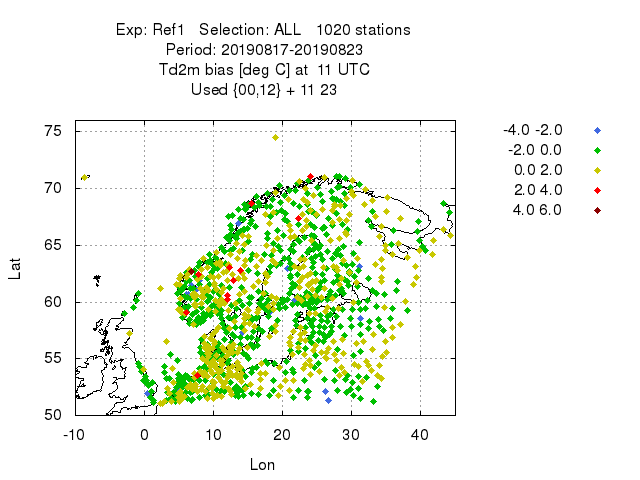 Exp: Ref1 Selection: ALL 1020 stations
Period: 20190817-20190823
Td2m bias [deg C] at 11 UTC
Used {00,12} + 11 23
-4.0 -2.0
-2.0 0.0
0.0 2.0
2.0 4.0
4.0 6.0
75
70
65
60
55
50
Lat
-10 0 10 20 30 40
Lon